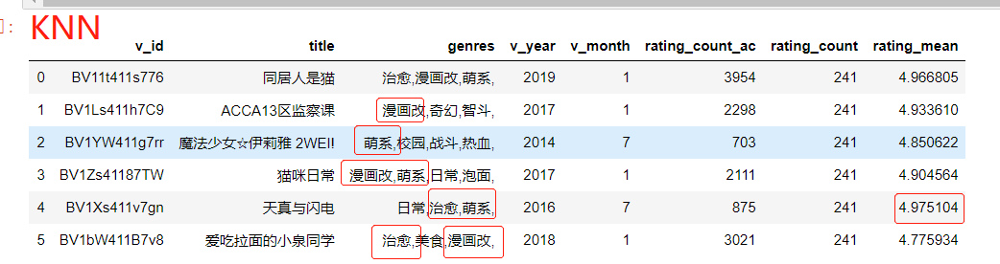 KNN
v_id title genres v_year v_month rating_count_ac rating_count rating_mean
0 BV11t411s776 同居人是猫 治愈,漫画改,萌系, 2019 1 3954 241 4.966805
1 BV1Ls411h7C9 ACCA13区监察课 漫画改,奇幻,智斗, 2017 1 2298 241 4.933610
2 BV1YW411g7rr 魔法少女☆伊莉雅 2WEI! 萌系,校园,战斗,热血, 2014 7 703 241 4.850622
3 BV1Zs41187TW 猫咪日常 漫画改,萌系,日常,泡面, 2017 1 2111 241 4.904564
4 BV1Xs411v7gn 天真与闪电 日常,治愈,萌系, 2016 7 875 241 4.975104
5 BV1bW411B7v8 爱吃拉面的小泉同学 治愈,美食,漫画改, 2018 1 3021 241 4.775934